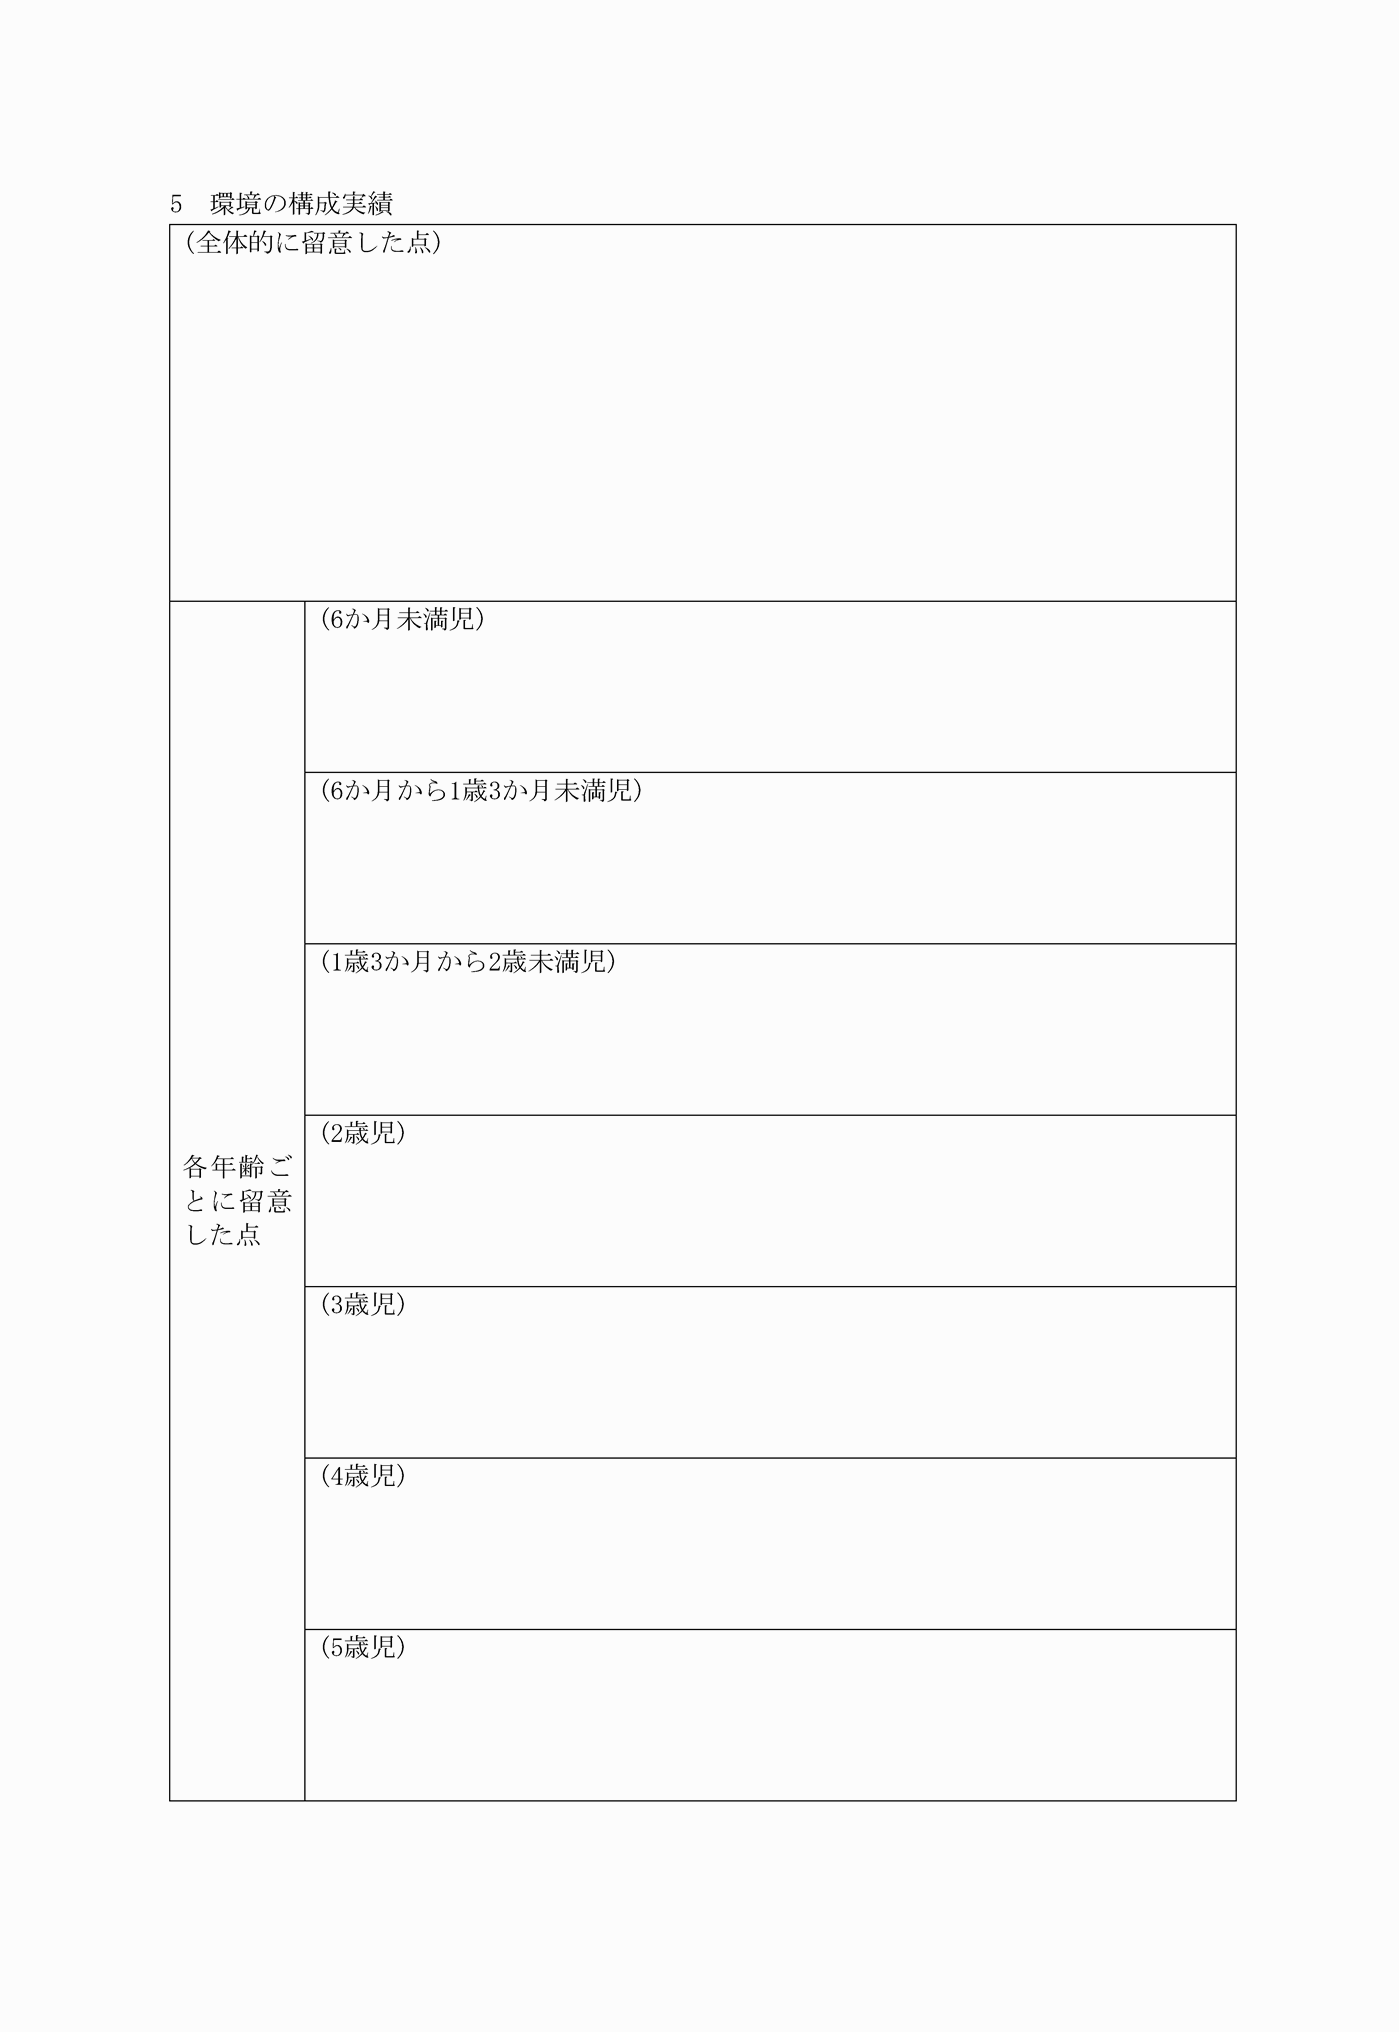 5　環境の構成実績
(全体的に留意した点)
(6か月未満児)
(6か月から1歳3か月未満児)
(1歳3か月から2歳未満児)
(2歳児)
各年齢ご
とに留意
した点
(3歳児)
(4歳児)
(5歳児)